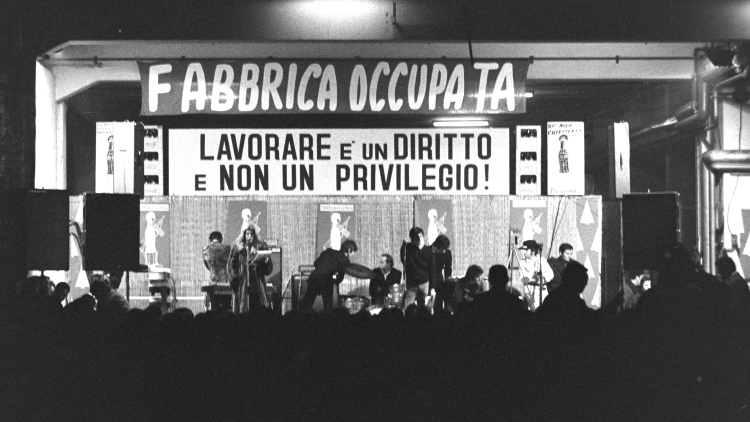 FABBRICA OCCUPATA
LAVORARE E' UN DIRITTO
E NON UN PRIVILEGIO!